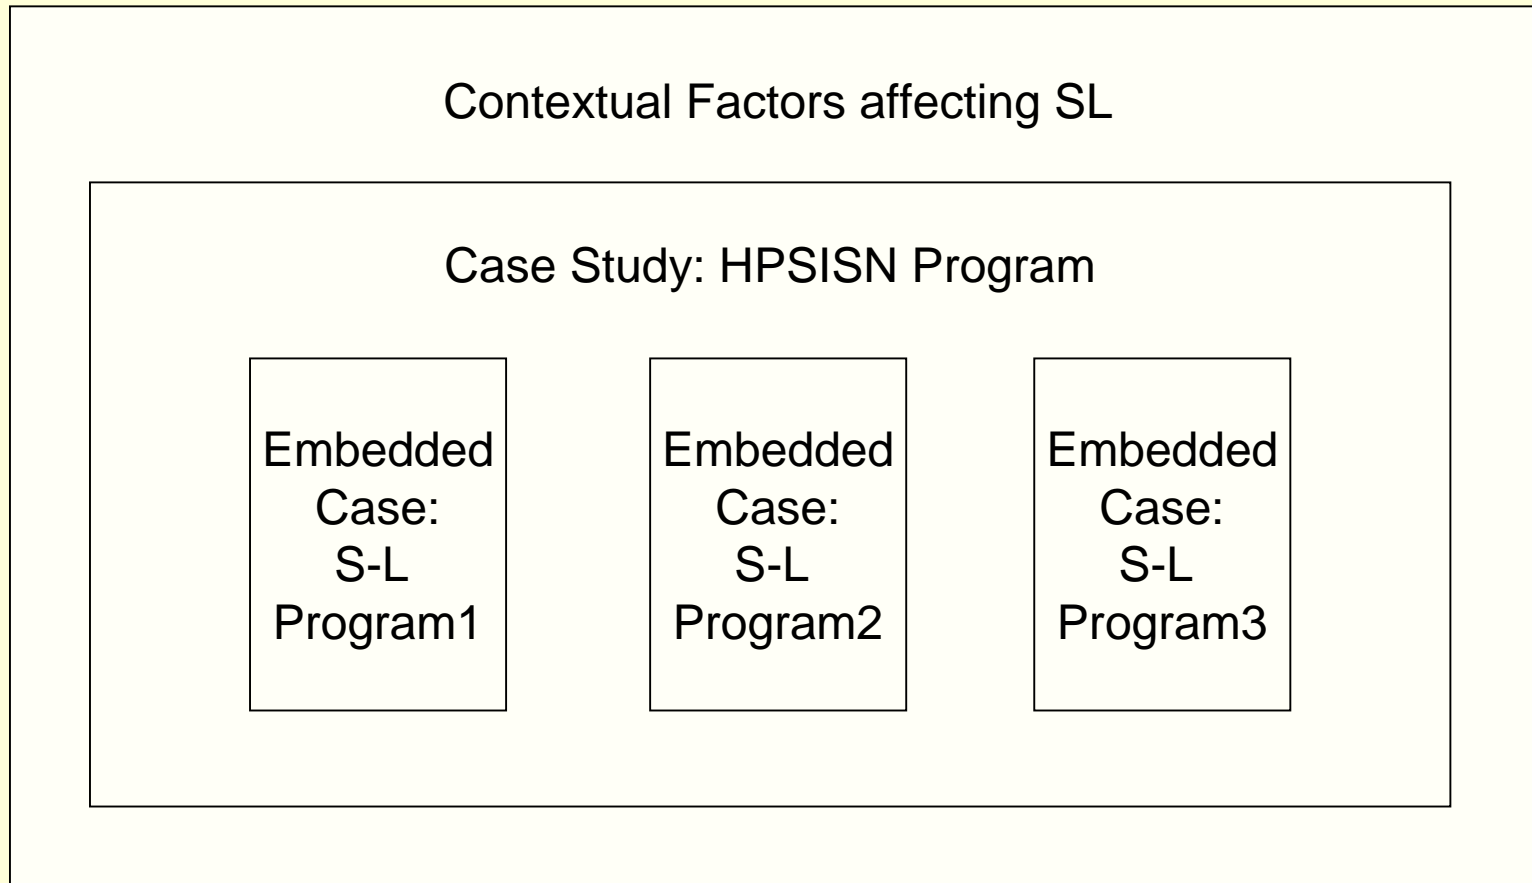 Contextual Factors affecting SL
Case Study: HPSISN Program
Embedded
Case:
S-L
Program1
Embedded
Case:
S-L
Program2
Embedded
Case:
S-L
Program3